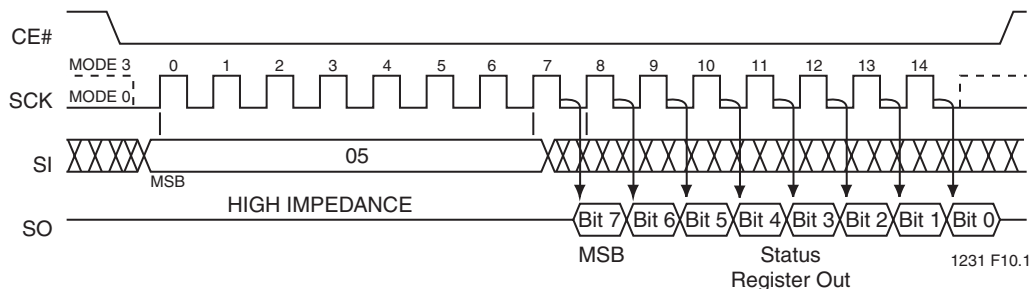 CE#
MODE 3 0 1 2 3 4 5 6 7 8 9 10 11 12 13 14
SCK MODE 0
SI 05
MSB
HIGH IMPEDANCE
SO Bit 7 Bit 6 Bit 5 Bit 4 Bit 3 Bit 2 Bit 1 Bit 0
MSB Status
Register Out
1231 F10.1